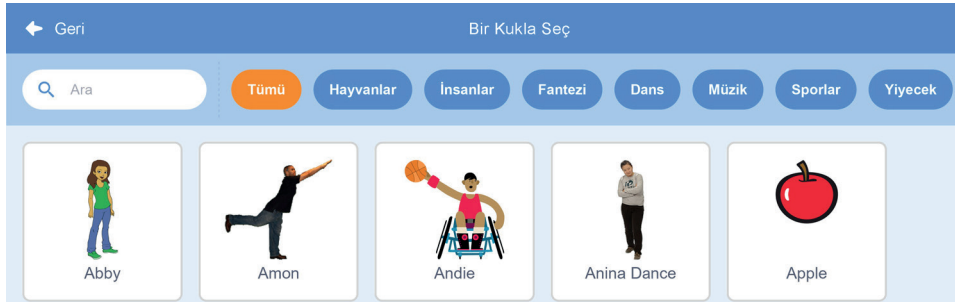 Geri
Bir Kukla Seç
Ara
Tümü
Hayvanlar
İnsanlar
Fantezi
Dans
Müzik
Sporlar
Yiyecek
Abby
Amon
Andie
Anina Dance
Apple